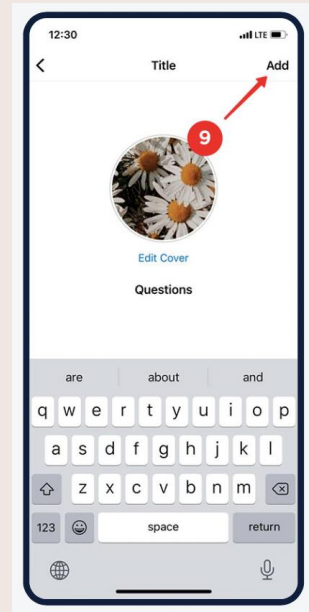 12:30 LTE
Title Add
9
Edit Cover
Questions
are about and
q w e r t y u i o p
a s d f g h j k l
z x c v b n m
123 space return